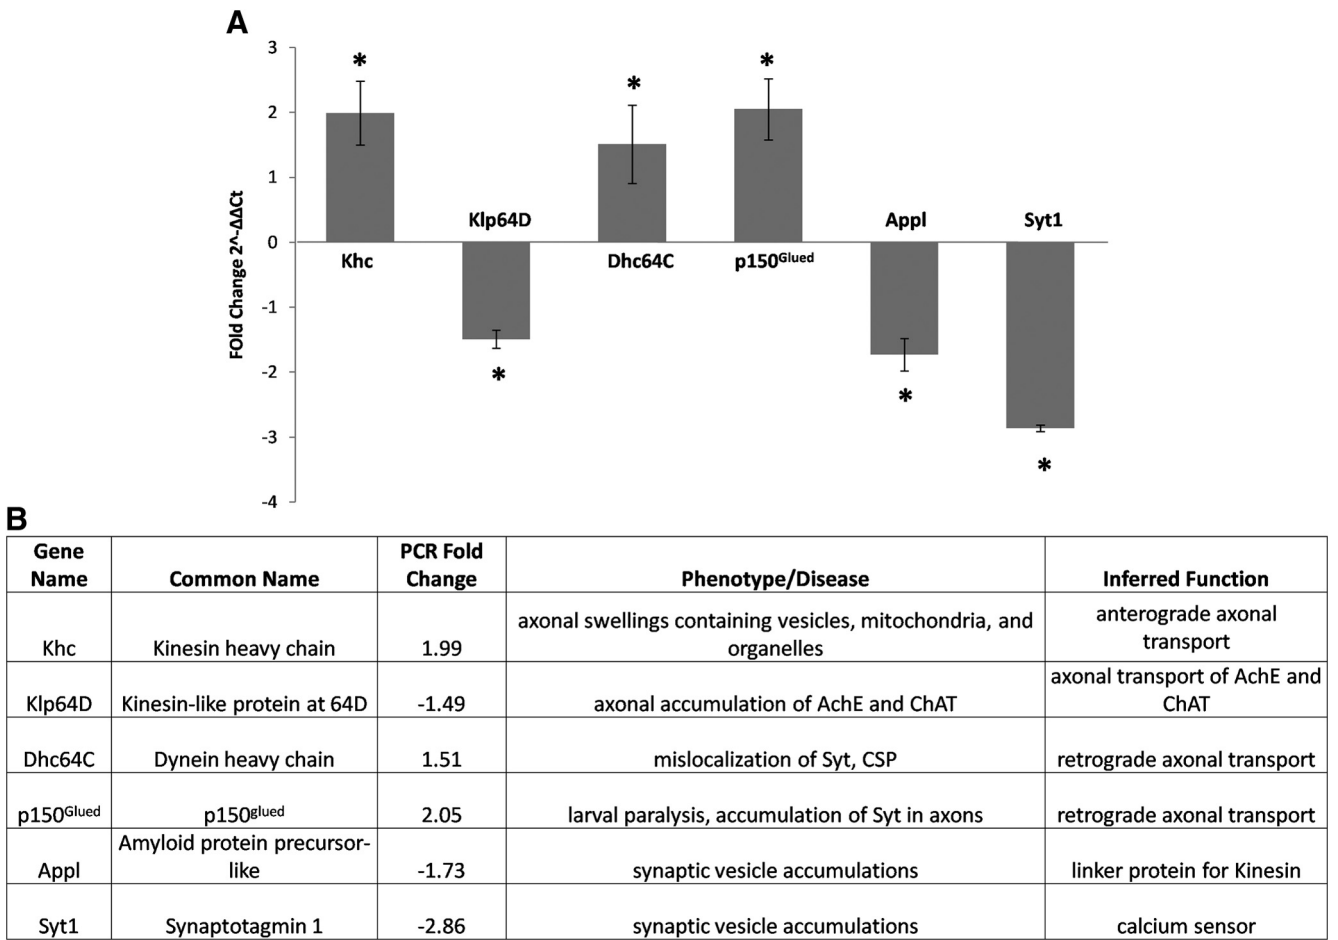 A
3
2
1
0
-1
-2
-3
-4
FOld Change 2^-ΔΔCt
*
*
*
Klp64D
Appl
Syt1
Khc
Dhc64C
p150Glued
*
*
*
B
Gene Name
Common Name
PCR Fold Change
Phenotype/Disease
Inferred Function
Khc
Kinesin heavy chain
1.99
axonal swellings containing vesicles, mitochondria, and
organelles
anterograde axonal
transport
Klp64D
Kinesin-like protein at 64D
-1.49
axonal accumulation of AchE and ChAT
axonal transport of AchE and
ChAT
Dhc64C
Dynein heavy chain
1.51
mislocalization of Syt, CSP
retrograde axonal transport
p150Glued
p150glued
2.05
larval paralysis, accumulation of Syt in axons
retrograde axonal transport
Appl
Amyloid protein precursor-
like
-1.73
synaptic vesicle accumulations
linker protein for Kinesin
Syt1
Synaptotagmin 1
-2.86
synaptic vesicle accumulations
calcium sensor